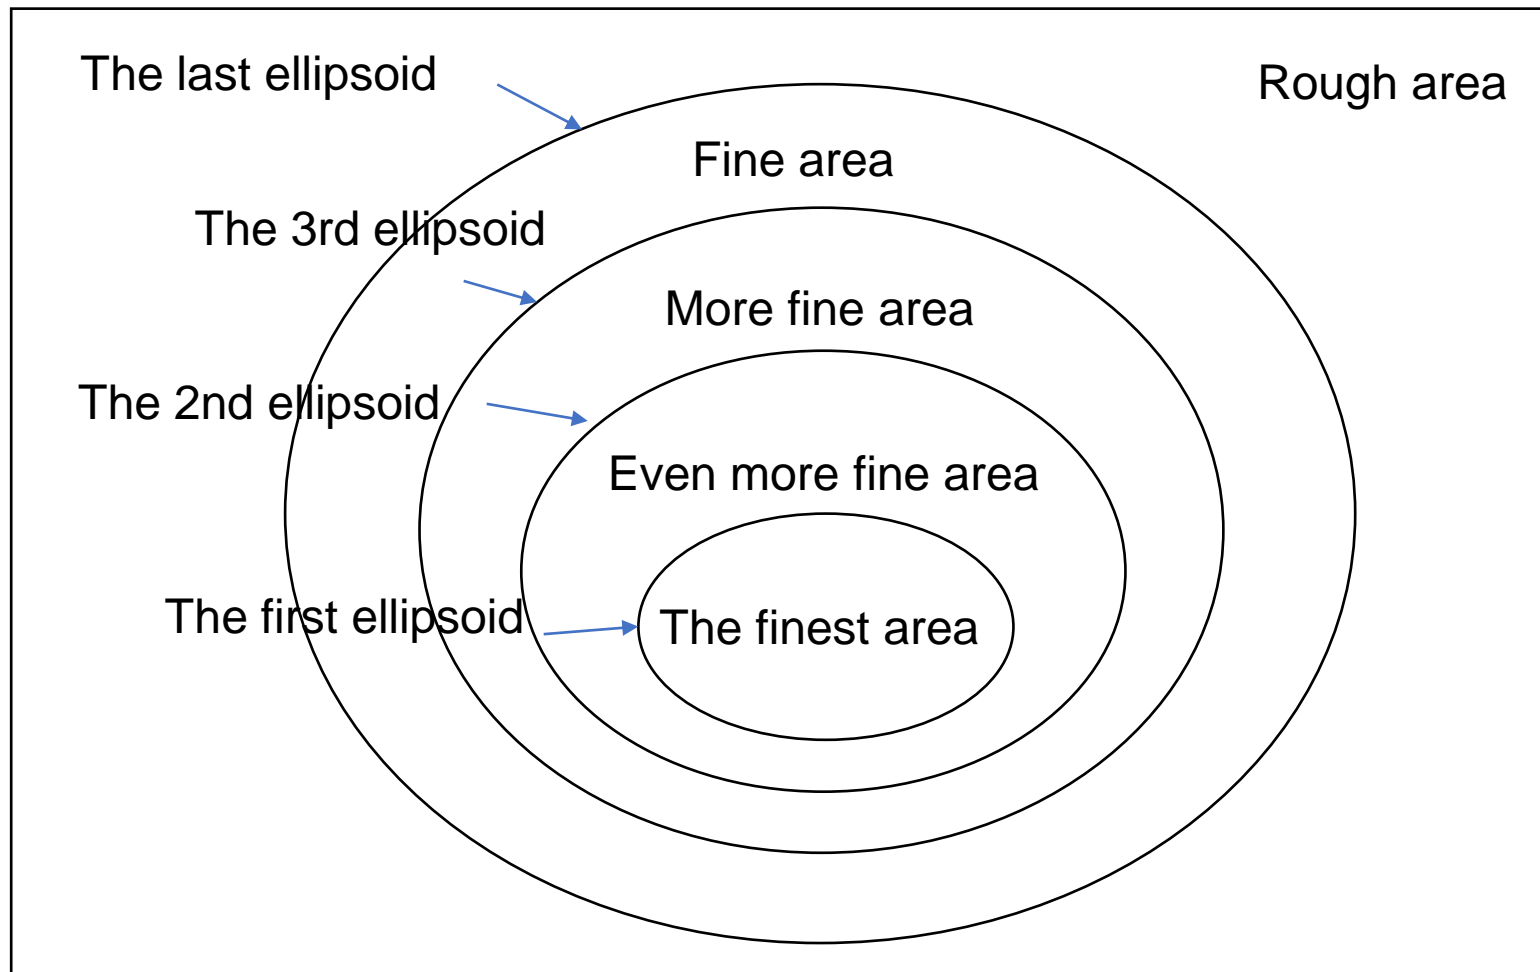 The last ellipsoid
Rough area
Fine area
The 3rd ellipsoid
More fine area
The 2nd ellipsoid
Even more fine area
The first ellipsoid
The finest area